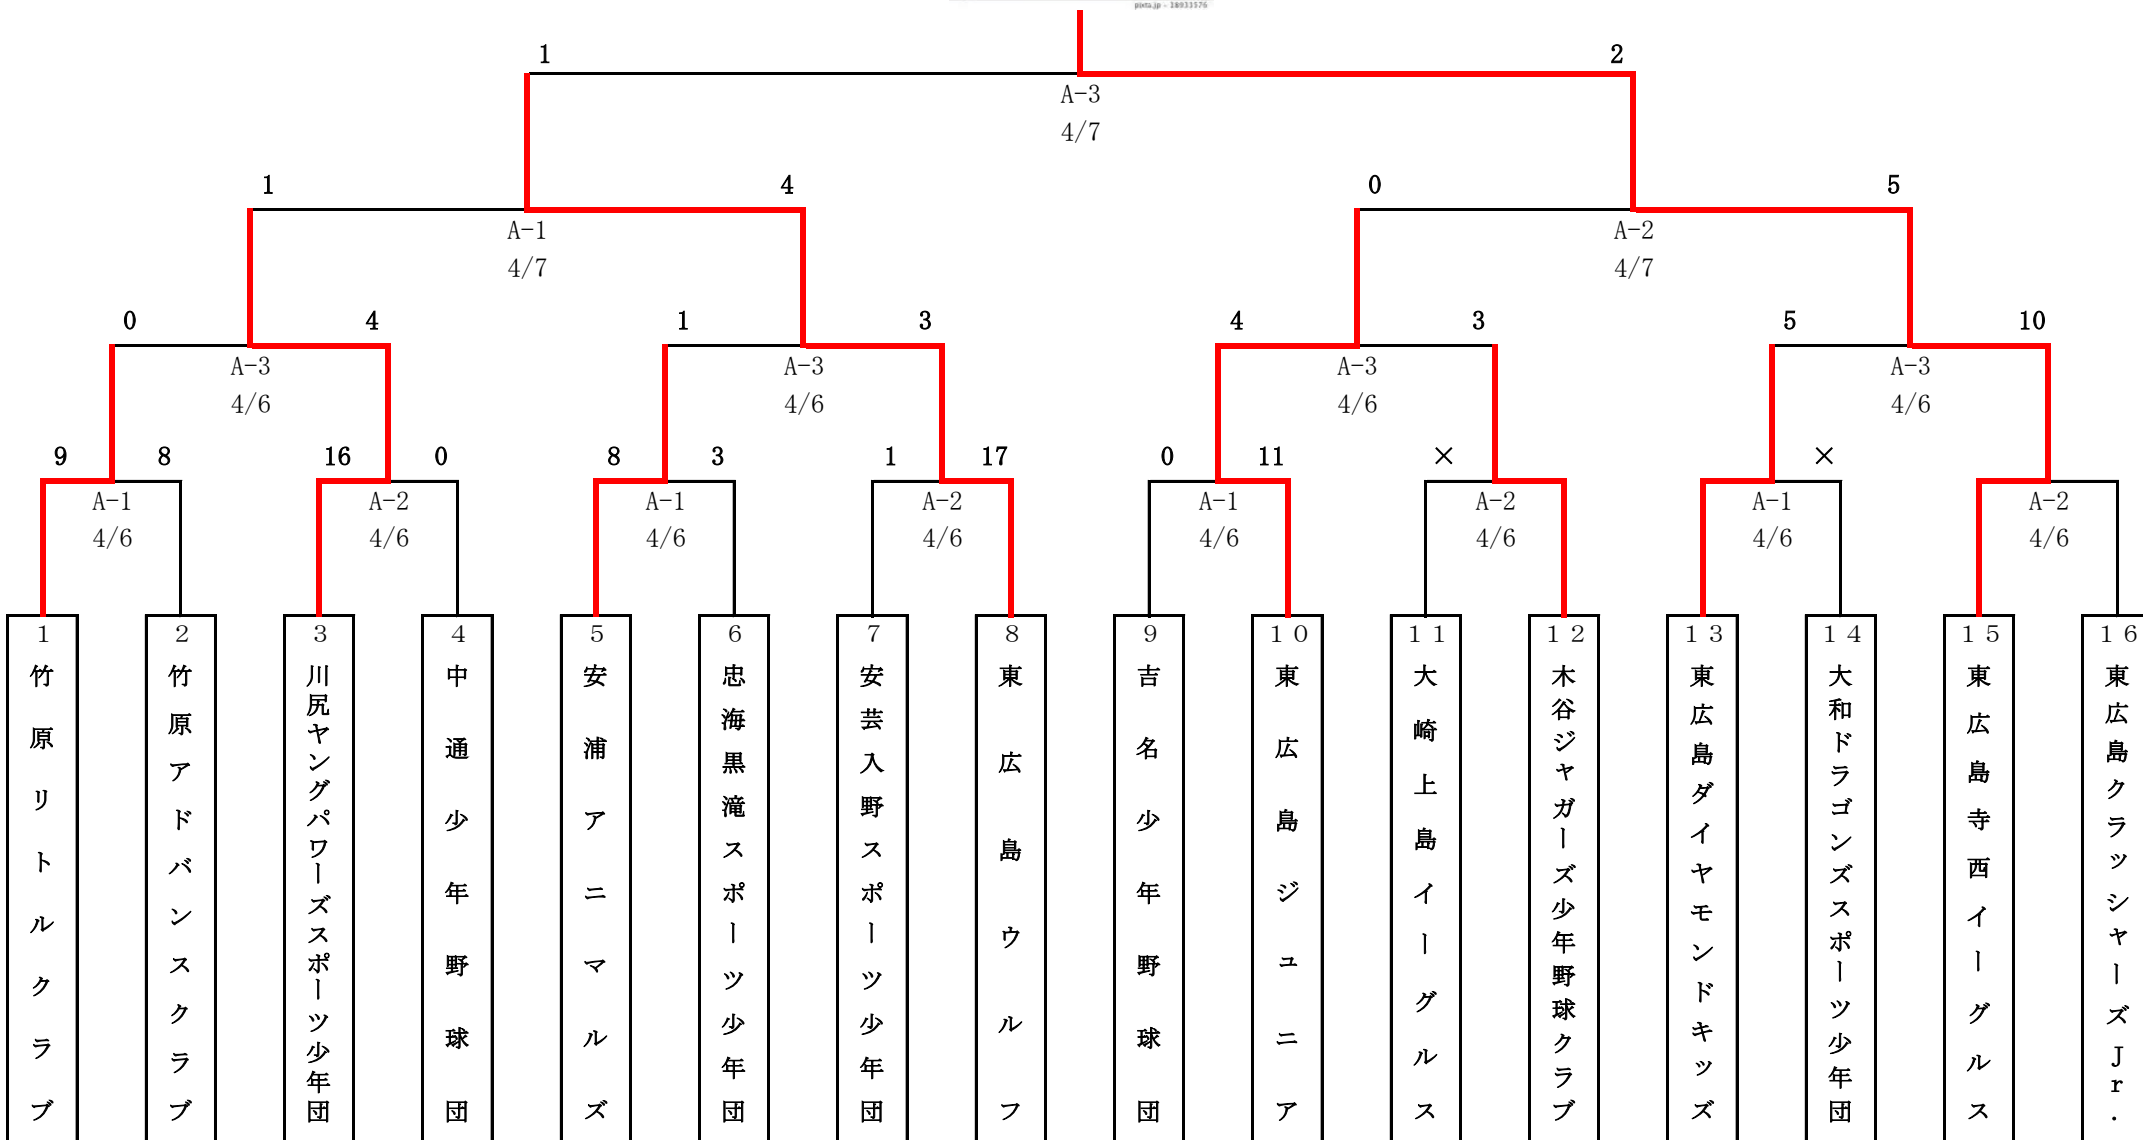 pixta.jp - 18933576
1 2
A-3
4/7
1 4 0 5
A-1 A-2
4/7 4/7
0 4 1 3 4 3 5 10
A-3 A-3 A-3 A-3
4/6 4/6 4/6 4/6
9 8 16 0 8 3 1 17 0 11 × ×
A-1 A-2 A-1 A-2 A-1 A-2 A-1 A-2
4/6 4/6 4/6 4/6 4/6 4/6 4/6 4/6
1 竹原リトルクラブ
2 竹原アドバンスクラブ
3 川尻ヤングパワーズスポーツ少年団
4 中通少年野球団
5 安浦アニマルズ
6 忠海黒滝スポーツ少年団
7 安芸入野スポーツ少年団
8 東広島ウルフ
9 吉名少年野球団
10 東広島ジュニア
11 大崎上島イーグルス
12 木谷ジャガーズ少年野球クラブ
13 東広島ダイヤモンドキッズ
14 大和ドラゴンズスポーツ少年団
15 東広島寺西イーグルス
16 東広島クラッシャーズJr.